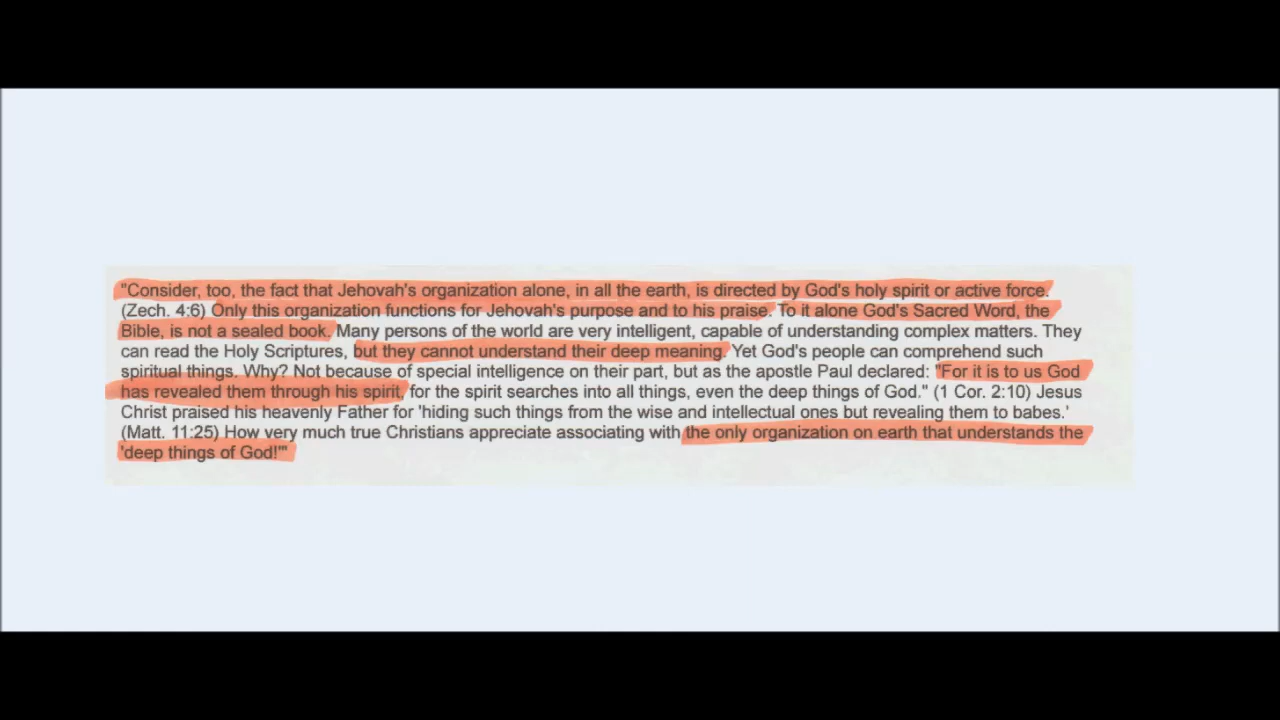 "Consider, too, the fact that Jehovah's organization alone, in all the earth, is directed by God's holy spirit or active force.
(Zech. 4:6) Only this organization functions for Jehovah's purpose and to his praise. To it alone God's Sacred Word, the
Bible, is not a sealed book. Many persons of the world are very intelligent, capable of understanding complex matters. They
can read the Holy Scriptures, but they cannot understand their deep meaning. Yet God's people can comprehend such
spiritual things. Why? Not because of special intelligence on their part, but as the apostle Paul declared: "For it is to us God
has revealed them through his spirit, for the spirit searches into all things, even the deep things of God." (1 Cor. 2:10) Jesus
Christ praised his heavenly Father for 'hiding such things from the wise and intellectual ones but revealing them to babes.'
(Matt. 11:25) How very much true Christians appreciate associating with the only organization on earth that understands the
'deep things of God!'"